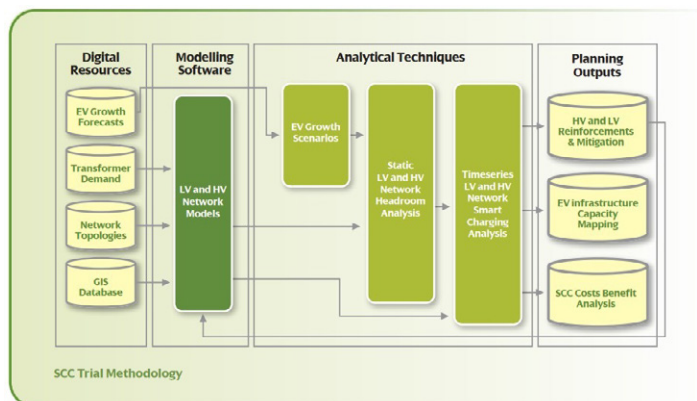 Digital
Resources
EV Growth
Forecasts
Transformer
Demand
Network
Topologies
GIS
Database
Modelling
Software
LV and HV
Network
Models
Analytical Techniques
EV Growth
Scenarios
Static
LV and HV
Network
Headroom
Analysis
Timeseries
LV and HV
Network
Smart
Charging
Analysis
Planning
Outputs
HV and LV
Reinforcements
& Mitigation
EV infrastructure
Capacity
Mapping
SCC Costs Benefit
Analysis
SCC Trial Methodology